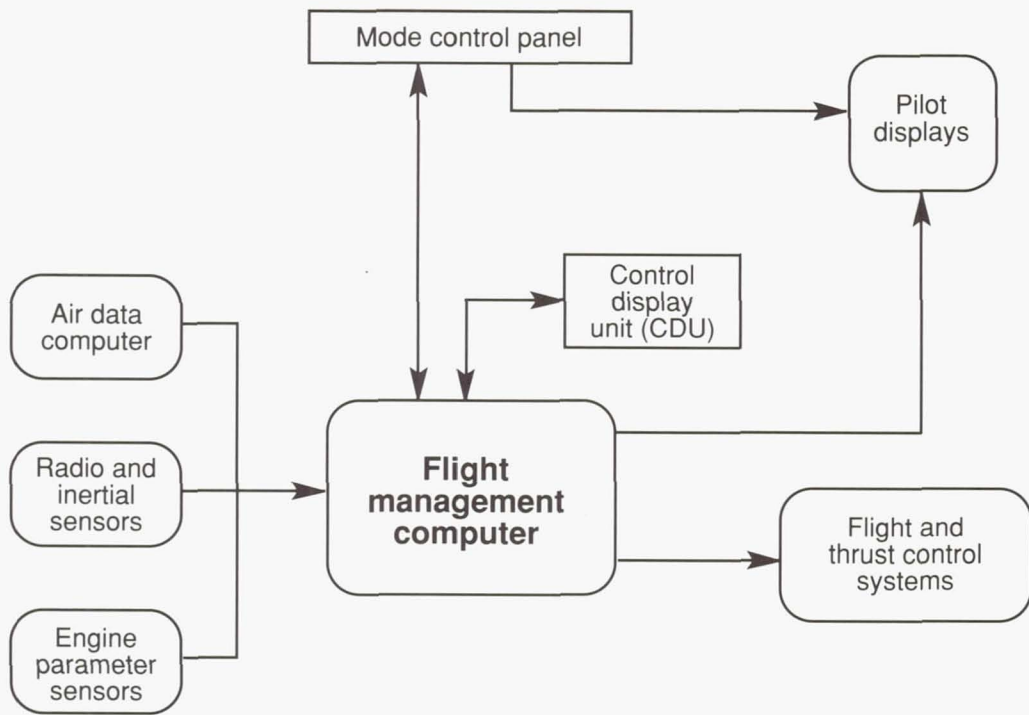 Mode control panel
Pilot
displays
Control
display
unit (CDU)
Air data
computer
Radio and
inertial
sensors
Engine
parameter
sensors
Flight
management
computer
Flight and
thrust control
systems